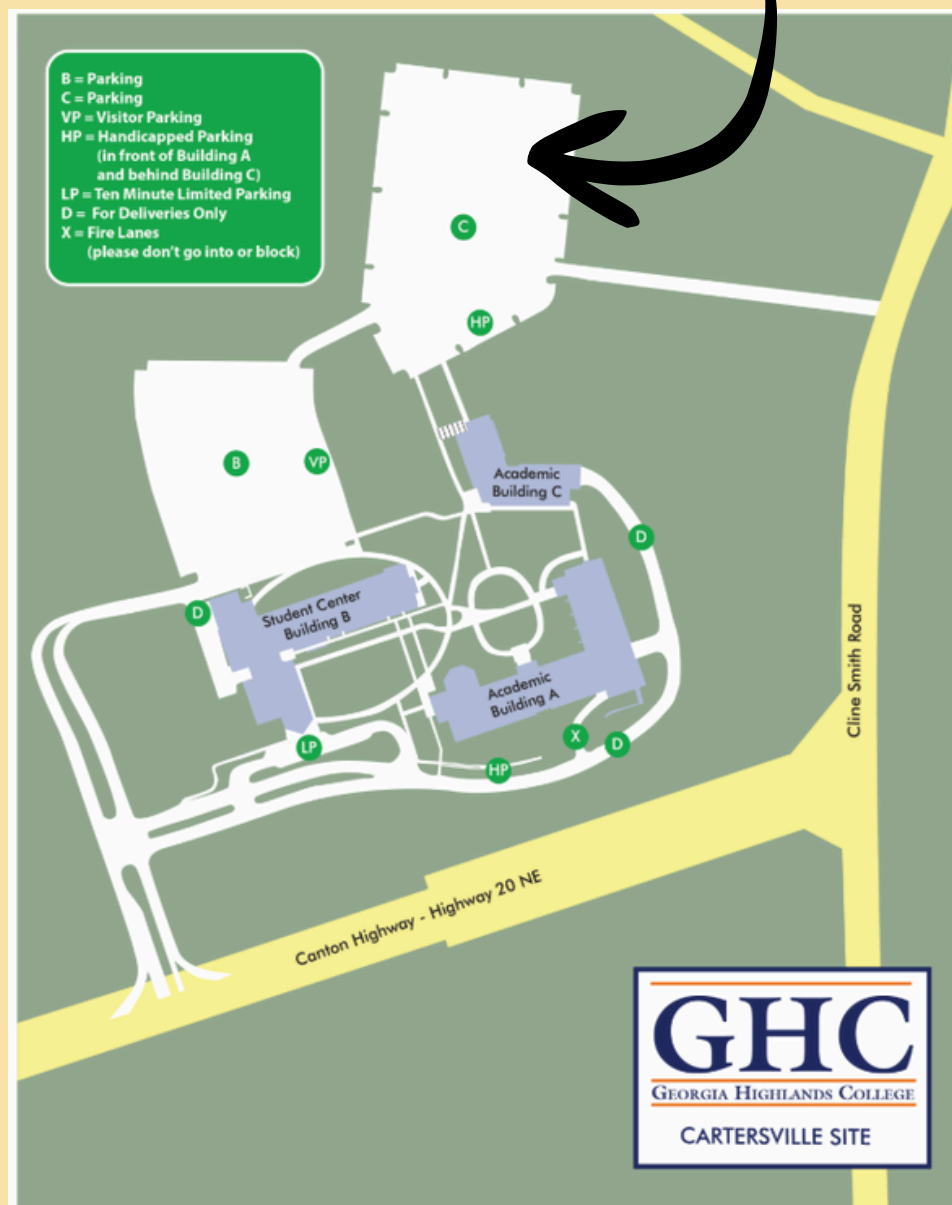 B = Parking
C = Parking
VP = Visitor Parking
HP = Handicapped Parking
(in front of Building A
and behind Building C)
LP = Ten Minute Limited Parking
D = For Deliveries Only
X = Fire Lanes
(please don't go into or block)
C
HP
B
VP
Academic
Building C
D
D
Student Center
Building B
Academic
Building A
LP
X
D
HP
Cline Smith Road
Canton Highway - Highway 20 NE
GHC
GEORGIA HIGHLANDS COLLEGE
CARTERSVILLE SITE